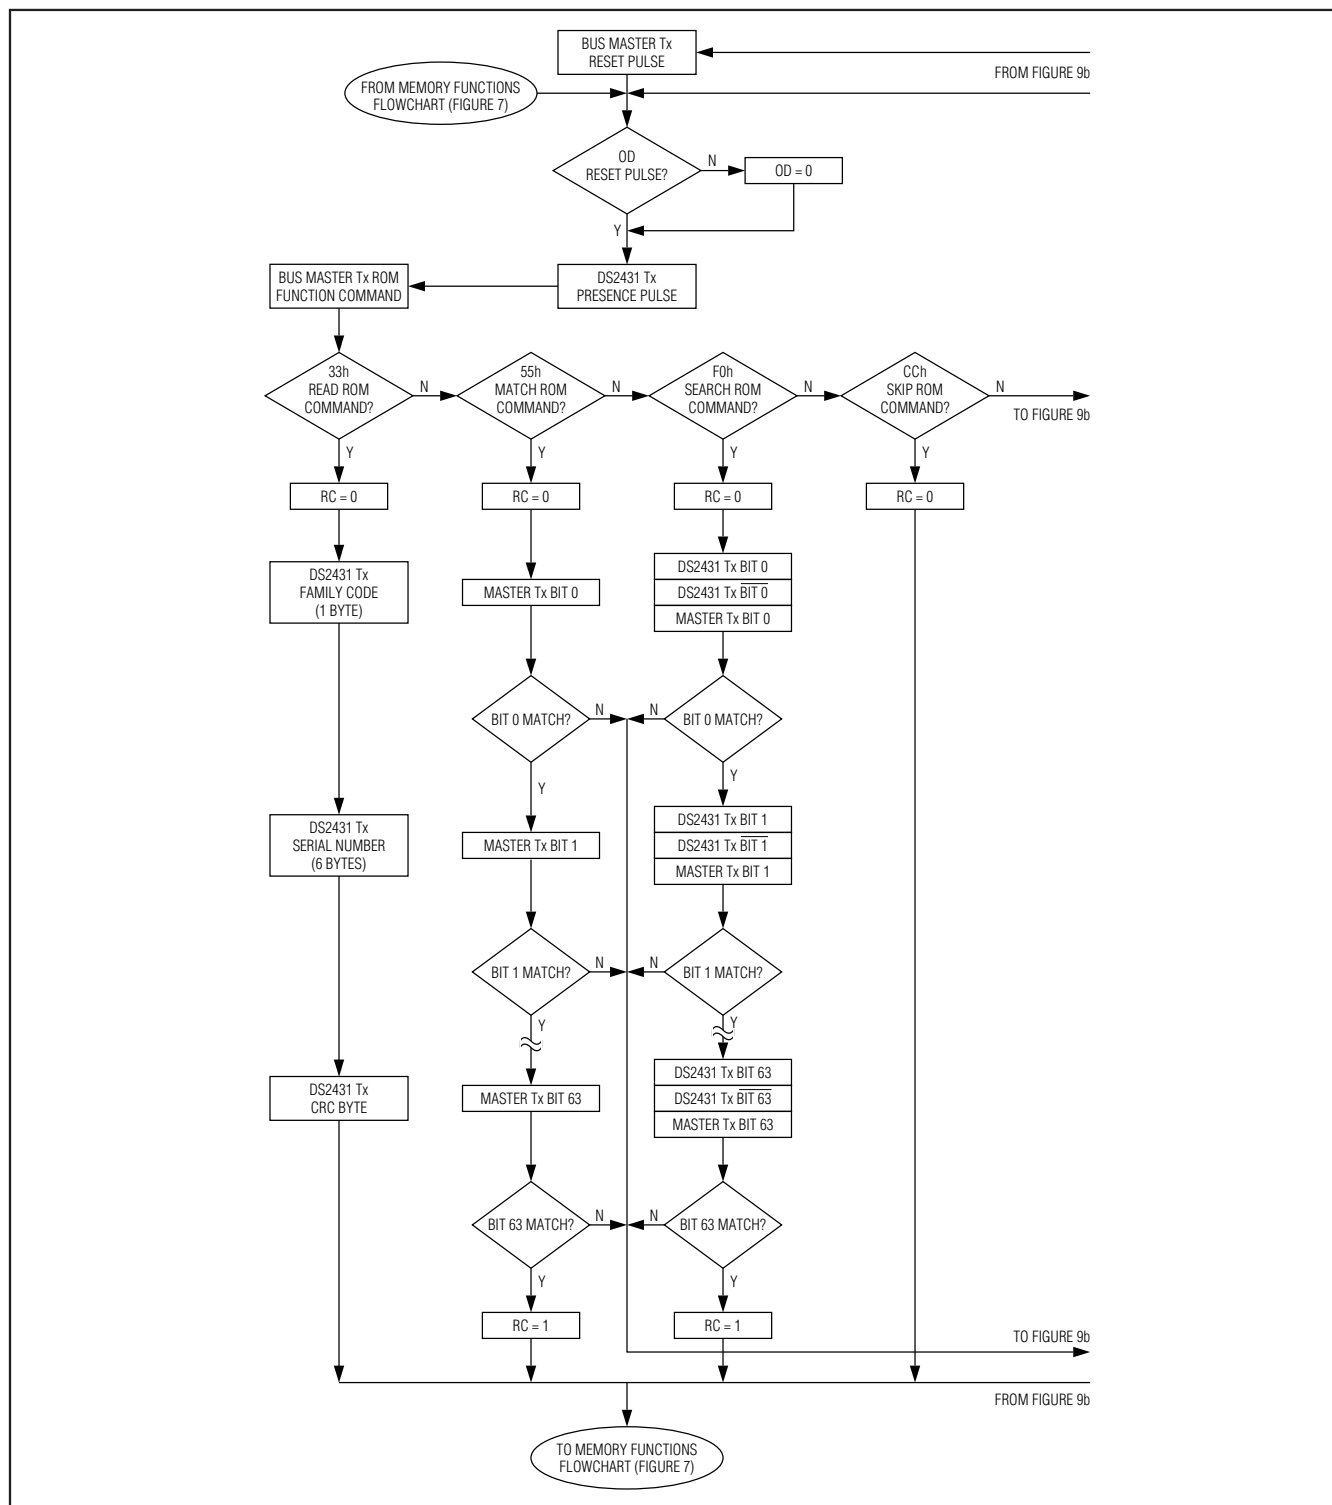 BUS MASTER Tx
RESET PULSE
FROM FIGURE 9b
FROM MEMORY FUNCTIONS
FLOWCHART (FIGURE 7)
OD
RESET PULSE?
N
OD = 0
Y
BUS MASTER Tx ROM
FUNCTION COMMAND
DS2431 Tx
PRESENCE PULSE
33h
READ ROM
COMMAND?
N
55h
MATCH ROM
COMMAND?
N
F0h
SEARCH ROM
COMMAND?
N
CCh
SKIP ROM
COMMAND?
N
TO FIGURE 9b
Y
Y
Y
Y
RC = 0
RC = 0
RC = 0
RC = 0
DS2431 Tx
FAMILY CODE
(1 BYTE)
MASTER Tx BIT 0
DS2431 Tx BIT 0
DS2431 Tx B̅I̅T̅ ̅0̅
MASTER Tx BIT 0
BIT 0 MATCH?
N
N
BIT 0 MATCH?
Y
Y
DS2431 Tx
SERIAL NUMBER
(6 BYTES)
MASTER Tx BIT 1
DS2431 Tx BIT 1
DS2431 Tx B̅I̅T̅ ̅1̅
MASTER Tx BIT 1
BIT 1 MATCH?
N
N
BIT 1 MATCH?
Y
Y
DS2431 Tx
CRC BYTE
MASTER Tx BIT 63
DS2431 Tx BIT 63
DS2431 Tx B̅I̅T̅ ̅6̅3̅
MASTER Tx BIT 63
BIT 63 MATCH?
N
N
BIT 63 MATCH?
Y
Y
RC = 1
RC = 1
TO FIGURE 9b
FROM FIGURE 9b
TO MEMORY FUNCTIONS
FLOWCHART (FIGURE 7)